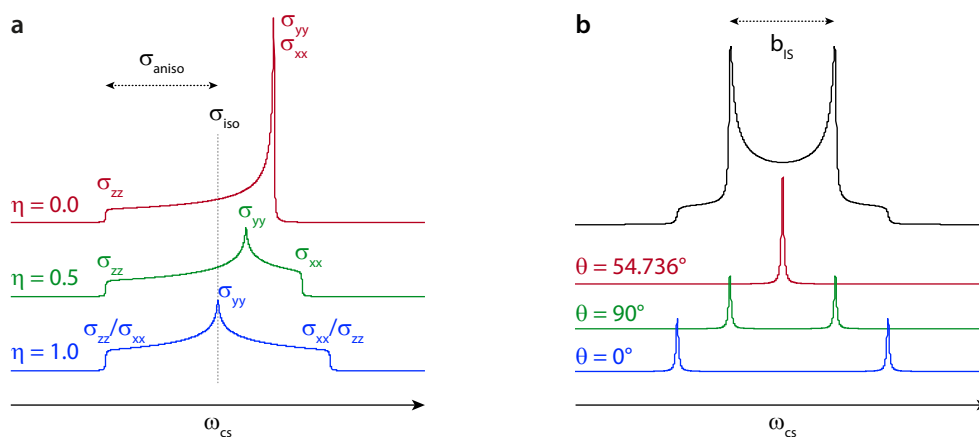 a
σyy
σxx
σaniso
σiso
σzz
η = 0.0
σyy
σzz
σxx
η = 0.5
σyy
σzz/σxx
σxx/σzz
η = 1.0
ωcs
b
bIS
θ = 54.736°
θ = 90°
θ = 0°
ωcs